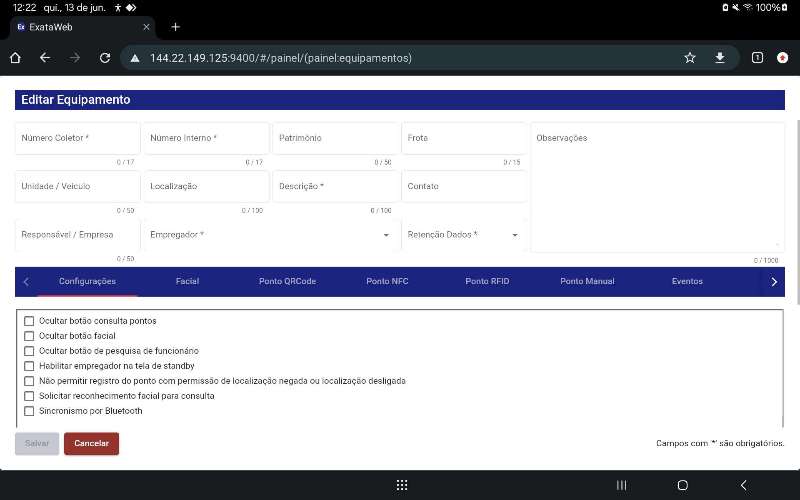 12:22 qui., 13 de jun.
100%
ExataWeb
144.22.149.125:9400/#/painel/(painel:equipamentos)
1
Editar Equipamento
Número Coletor *
Número Interno *
Patrimônio
Frota
Observações
0 / 17
0 / 17
0 / 50
0 / 15
Unidade / Veículo
Localização
Descrição *
Contato
0 / 50
0 / 100
0 / 100
Responsável / Empresa
Empregador *
Retenção Dados *
0 / 50
0 / 1000
Configurações
Facial
Ponto QRCode
Ponto NFC
Ponto RFID
Ponto Manual
Eventos
Ocultar botão consulta pontos
Ocultar botão facial
Ocultar botão de pesquisa de funcionário
Habilitar empregador na tela de standby
Não permitir registro do ponto com permissão de localização negada ou localização desligada
Solicitar reconhecimento facial para consulta
Sincronismo por Bluetooth
Salvar
Cancelar
Campos com '*' são obrigatórios.